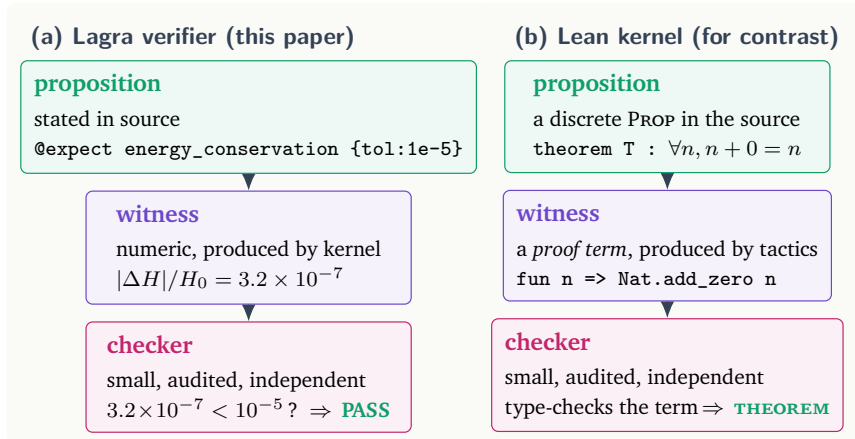 (a) Lagra verifier (this paper)
proposition
stated in source
@expect energy_conservation {tol:1e-5}
witness
numeric, produced by kernel
|ΔH|/H₀ = 3.2 × 10⁻⁷
checker
small, audited, independent
3.2×10⁻⁷ < 10⁻⁵ ? ⇒ PASS
(b) Lean kernel (for contrast)
proposition
a discrete PROP in the source
theorem T : ∀n, n + 0 = n
witness
a proof term, produced by tactics
fun n => Nat.add_zero n
checker
small, audited, independent
type-checks the term ⇒ THEOREM